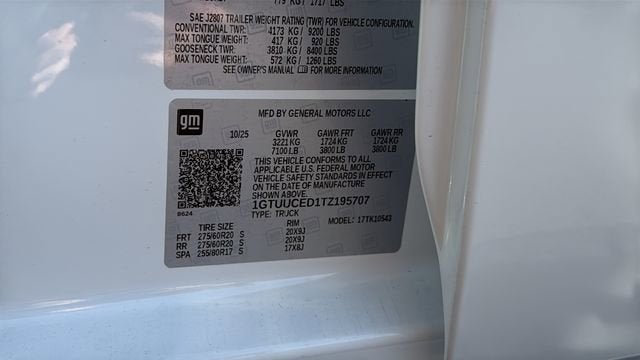 779 KG / 1717 LBS
SAE J2807 TRAILER WEIGHT RATING (TWR) FOR VEHICLE CONFIGURATION.
CONVENTIONAL TWR: 4173 KG / 9200 LBS
MAX TONGUE WEIGHT: 417 KG / 920 LBS
GOOSENECK TWR: 3810 KG / 8400 LBS
MAX TONGUE WEIGHT: 572 KG / 1260 LBS
SEE OWNER'S MANUAL FOR MORE INFORMATION
gm
MFD BY GENERAL MOTORS LLC
10/25 GVWR GAWR FRT GAWR RR
3221 KG 1724 KG 1724 KG
7100 LB 3800 LB 3800 LB
THIS VEHICLE CONFORMS TO ALL
APPLICABLE U.S. FEDERAL MOTOR
VEHICLE SAFETY STANDARDS IN EFFECT
ON THE DATE OF MANUFACTURE
SHOWN ABOVE.
1GTUUCED1TZ195707
TYPE: TRUCK MODEL: 17TK10543
8624
TIRE SIZE RIM
FRT 275/60R20 S 20X9J
RR 275/60R20 S 20X9J
SPA 255/80R17 S 17X8J